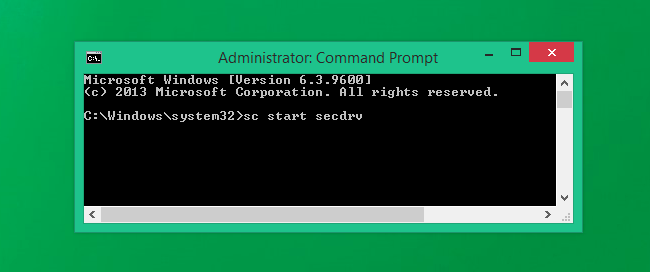 Administrator: Command Prompt
Microsoft Windows [Version 6.3.9600]
(c) 2013 Microsoft Corporation. All rights reserved.
C:\Windows\system32>sc start secdrv